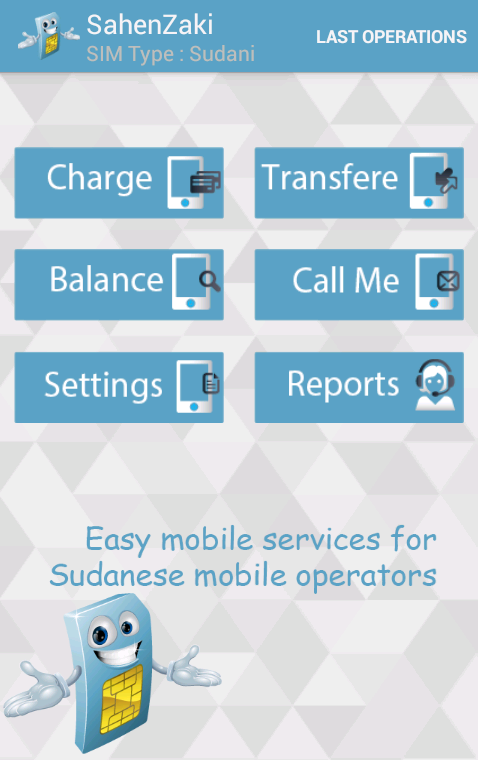 SahenZaki
SIM Type : Sudani
LAST OPERATIONS
Charge
Transfere
Balance
Call Me
Settings
Reports
Easy mobile services for
Sudanese mobile operators